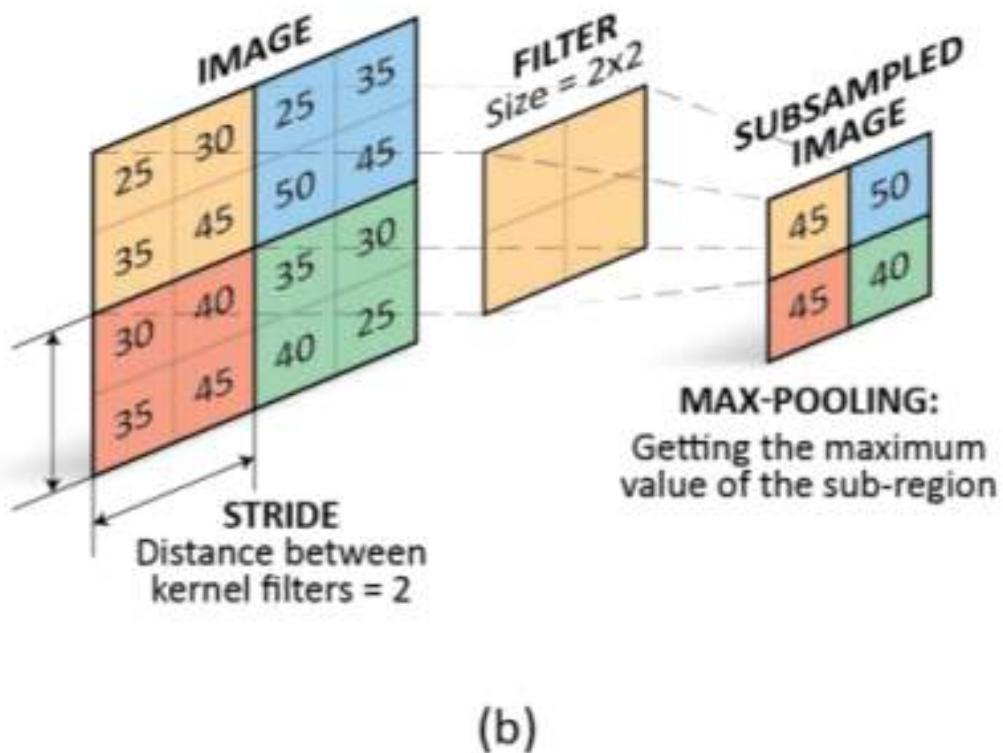 IMAGE
25 30 25 35
35 45 50 45
30 40 35 30
35 45 40 25
FILTER
Size = 2x2
SUBSAMPLED
IMAGE
45 50
45 40
MAX-POOLING:
Getting the maximum
value of the sub-region
STRIDE
Distance between
kernel filters = 2
(b)